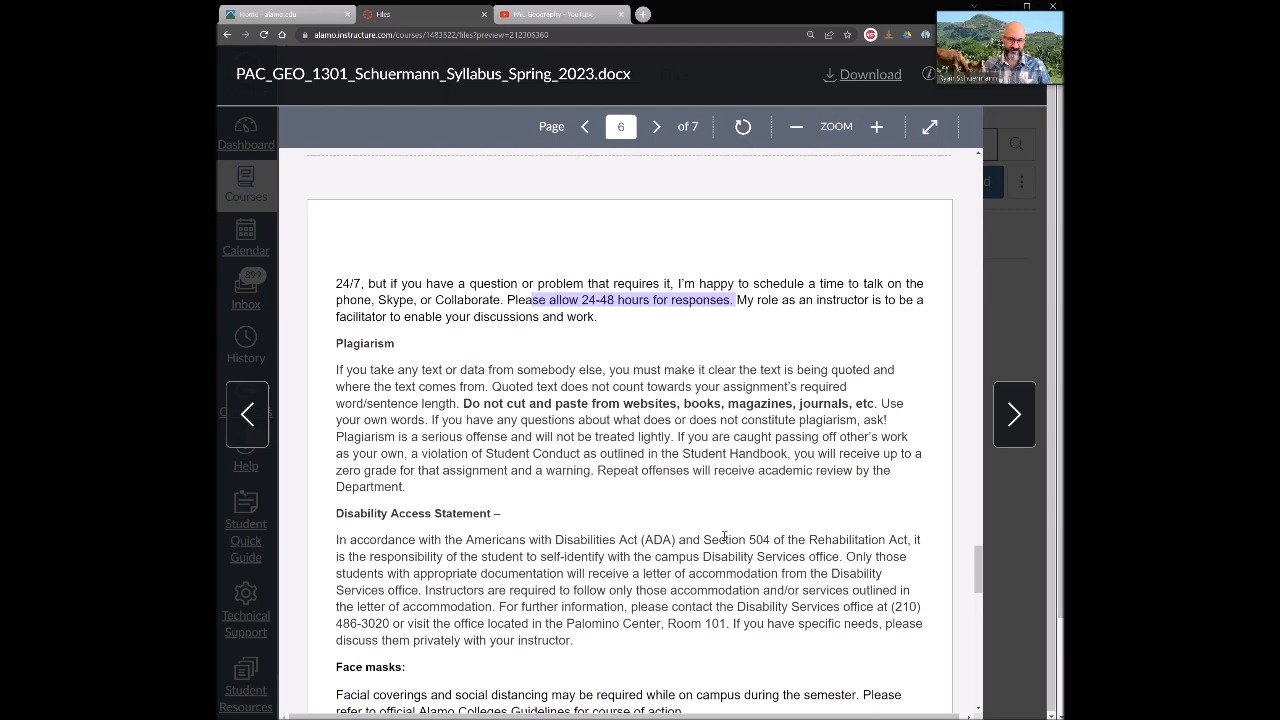 Home - alamo.edu
Files
PAC Geography - YouTube
alamo.instructure.com/courses/1483522/files?preview=212306360
Ryan Schuermann
PAC_GEO_1301_Schuermann_Syllabus_Spring_2023.docx
Download
Page 6 of 7
ZOOM
Dashboard
Courses
Calendar
899
Inbox
History
Help
Student
Quick
Guide
Technical
Support
Student
Resources
24/7, but if you have a question or problem that requires it, I'm happy to schedule a time to talk on the
phone, Skype, or Collaborate. Please allow 24-48 hours for responses. My role as an instructor is to be a
facilitator to enable your discussions and work.
Plagiarism
If you take any text or data from somebody else, you must make it clear the text is being quoted and
where the text comes from. Quoted text does not count towards your assignment's required
word/sentence length. Do not cut and paste from websites, books, magazines, journals, etc. Use
your own words. If you have any questions about what does or does not constitute plagiarism, ask!
Plagiarism is a serious offense and will not be treated lightly. If you are caught passing off other's work
as your own, a violation of Student Conduct as outlined in the Student Handbook, you will receive up to a
zero grade for that assignment and a warning. Repeat offenses will receive academic review by the
Department.
Disability Access Statement –
In accordance with the Americans with Disabilities Act (ADA) and Section 504 of the Rehabilitation Act, it
is the responsibility of the student to self-identify with the campus Disability Services office. Only those
students with appropriate documentation will receive a letter of accommodation from the Disability
Services office. Instructors are required to follow only those accommodation and/or services outlined in
the letter of accommodation. For further information, please contact the Disability Services office at (210)
486-3020 or visit the office located in the Palomino Center, Room 101. If you have specific needs, please
discuss them privately with your instructor.
Face masks:
Facial coverings and social distancing may be required when on campus during the semester. Please
refer to official Alamo Colleges Guidelines for course of action.